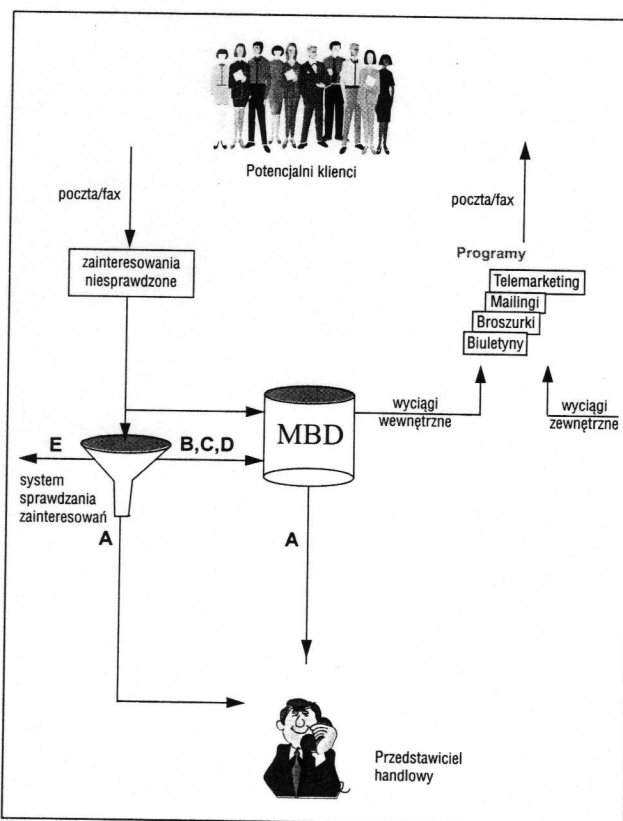 Potencjalni klienci
poczta/fax
zainteresowania
niesprawdzone
poczta/fax
Programy
Telemarketing
Mailingi
Broszurki
Biuletyny
MBD
wyciągi
wewnętrzne
wyciągi
zewnętrzne
E
B,C,D
system
sprawdzania
zainteresowań
A
A
Przedstawiciel
handlowy